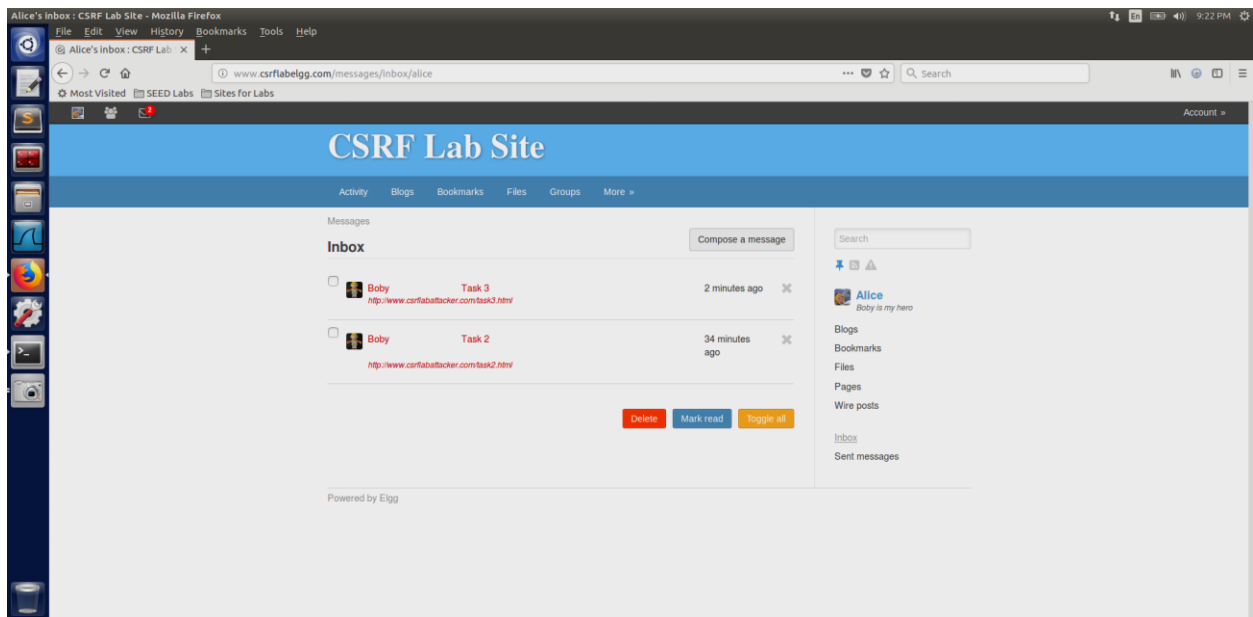 Alice's inbox : CSRF Lab Site - Mozilla Firefox
En 9:22 PM
File Edit View History Bookmarks Tools Help
Alice's inbox : CSRF Lab
www.csrflabelgg.com/messages/inbox/alice
Search
Most Visited SEED Labs Sites for Labs
2
Account »
CSRF Lab Site
Activity Blogs Bookmarks Files Groups More »
Messages
Inbox
Compose a message
Boby Task 3 2 minutes ago
http://www.csrflabattacker.com/task3.html
Boby Task 2 34 minutes
ago
http://www.csrflabattacker.com/task2.html
Delete Mark read Toggle all
Search
Alice
Boby is my hero
Blogs
Bookmarks
Files
Pages
Wire posts
Inbox
Sent messages
Powered by Elgg